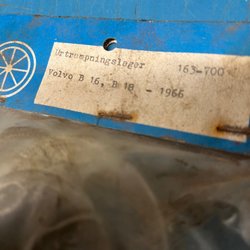 Urtrampningslager 163-700
Volvo B 16, B 18 - 1966